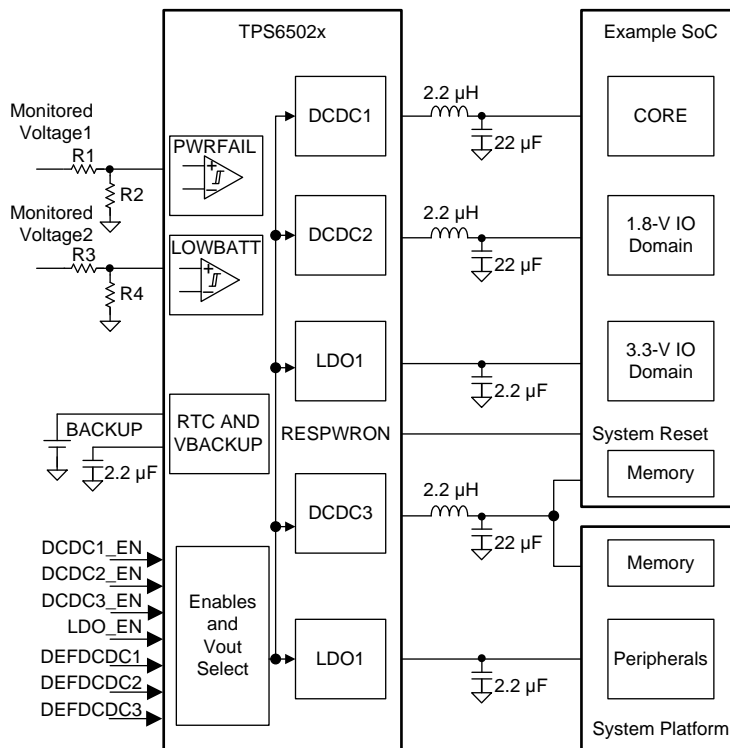 TPS6502x
Example SoC
Monitored
Voltage1
R1
R2
PWRFAIL
+
−
DCDC1
2.2 µH
22 µF
CORE
Monitored
Voltage2
R3
R4
LOWBATT
+
−
DCDC2
2.2 µH
22 µF
1.8-V IO
Domain
LDO1
2.2 µF
3.3-V IO
Domain
BACKUP
2.2 µF
RTC AND
VBACKUP
RESPWRON
System Reset
Memory
DCDC3
2.2 µH
22 µF
Memory
DCDC1_EN
DCDC2_EN
DCDC3_EN
LDO_EN
DEFDCDC1
DEFDCDC2
DEFDCDC3
Enables
and
Vout
Select
LDO1
2.2 µF
Peripherals
System Platform